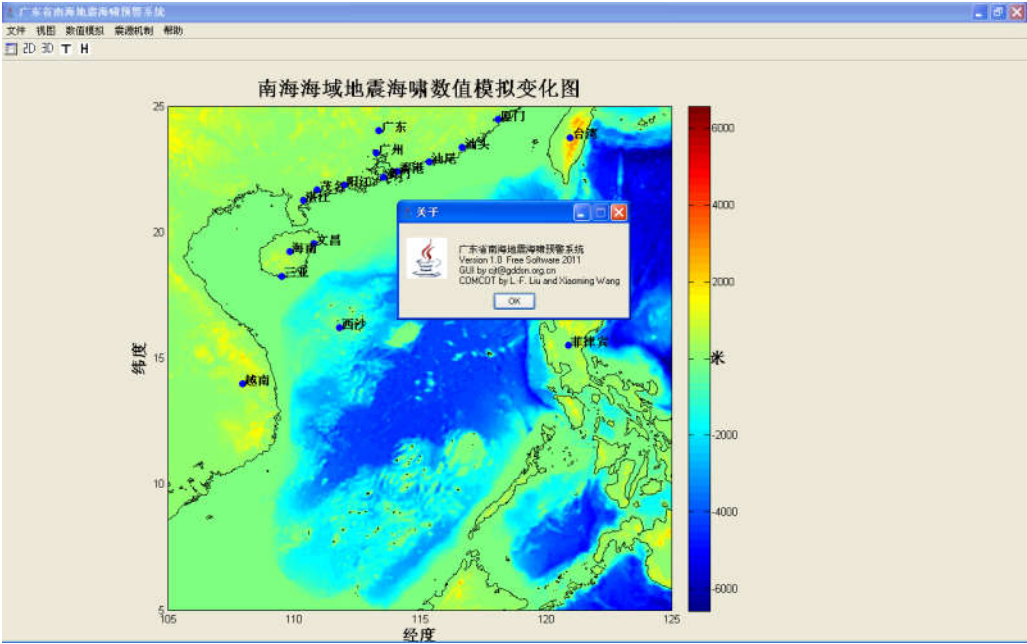 广东省南海地震海啸预警系统
文件 视图 数值模拟 震源机制 帮助
2D 3D T H
南海海域地震海啸数值模拟变化图
25
20
15
10
5
纬度
105
110
115
120
125
经度
广东
广州
厦门
台湾
汕头
汕尾
香港
澳门
阳江
茂名
湛江
文昌
海南
三亚
西沙
越南
菲律宾
关于
广东省南海地震海啸预警系统
Version 1.0 Free Software 2011
GUI by cjt@gddsn.org.cn
COMCOT by L.-F. Liu and Xiaoming Wang
OK
6000
4000
2000
米
-2000
-4000
-6000